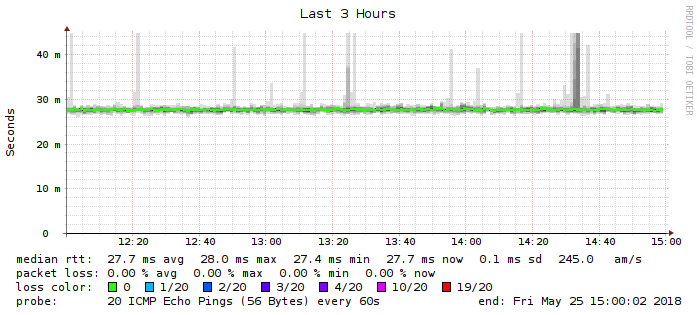 Last 3 Hours
RRDTOOL / TOBI OETIKER
Seconds
40 m
30 m
20 m
10 m
0
12:20 12:40 13:00 13:20 13:40 14:00 14:20 14:40 15:00
median rtt: 27.7 ms avg 28.0 ms max 27.4 ms min 27.7 ms now 0.1 ms sd 245.0 am/s
packet loss: 0.00 % avg 0.00 % max 0.00 % min 0.00 % now
loss color: 0 1/20 2/20 3/20 4/20 10/20 19/20
probe: 20 ICMP Echo Pings (56 Bytes) every 60s end: Fri May 25 15:00:02 2018